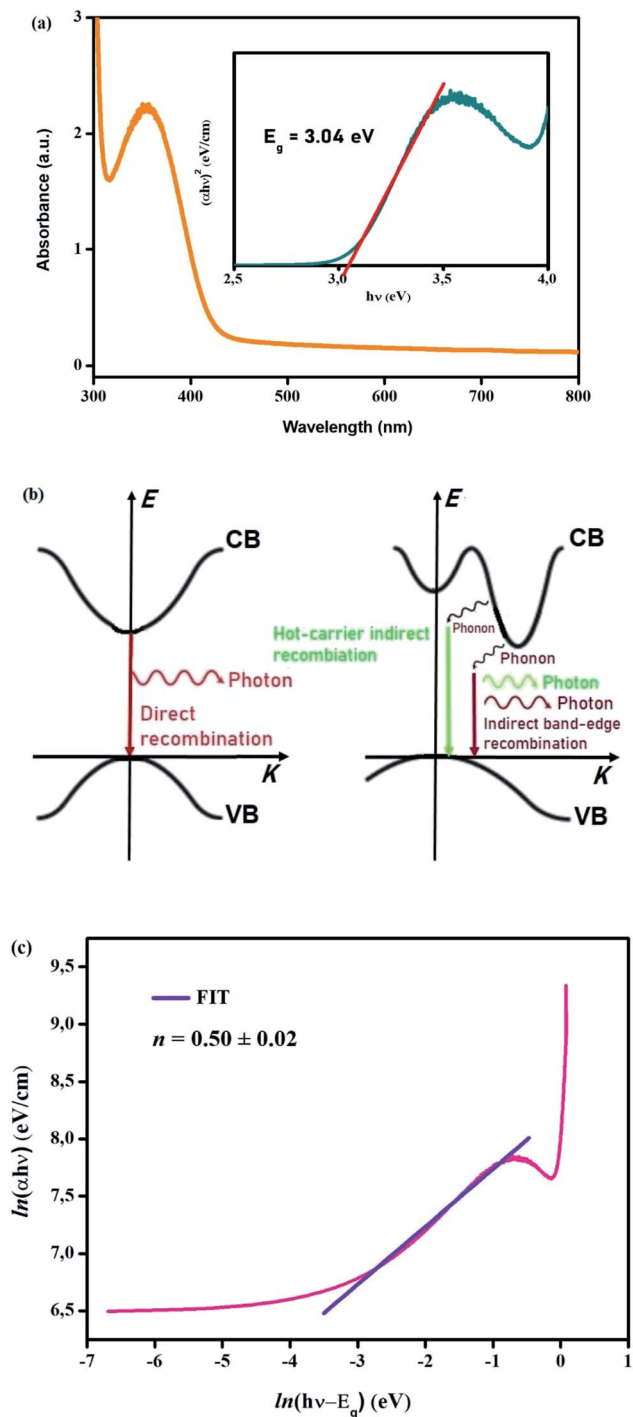 (a)
3
2
1
0
Absorbance (a.u.)
300
400
500
600
700
800
Wavelength (nm)
E_g = 3.04 eV
(αhν)² (eV/cm)
2,5
3,0
3,5
4,0
hν (eV)
(b)
E
CB
Photon
Direct
recombination
K
VB
E
CB
Hot-carrier indirect
recombiation
Phonon
Phonon
Photon
Photon
Indirect band-edge
recombination
K
VB
(c)
9,5
9,0
8,5
8,0
7,5
7,0
6,5
ln(αhν) (eV/cm)
FIT
n = 0.50 ± 0.02
-7
-6
-5
-4
-3
-2
-1
0
1
ln(hν–E_g) (eV)